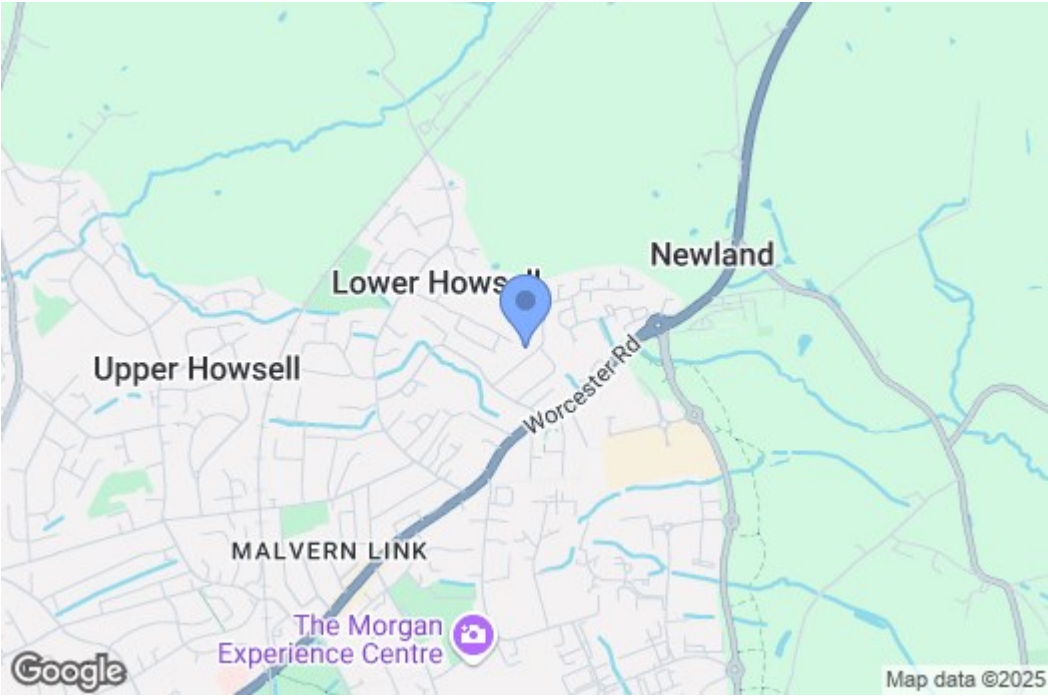 Newland
Lower Howsell
Upper Howsell
Worcester Rd
MALVERN LINK
The Morgan
Experience Centre
Google
Map data ©2025